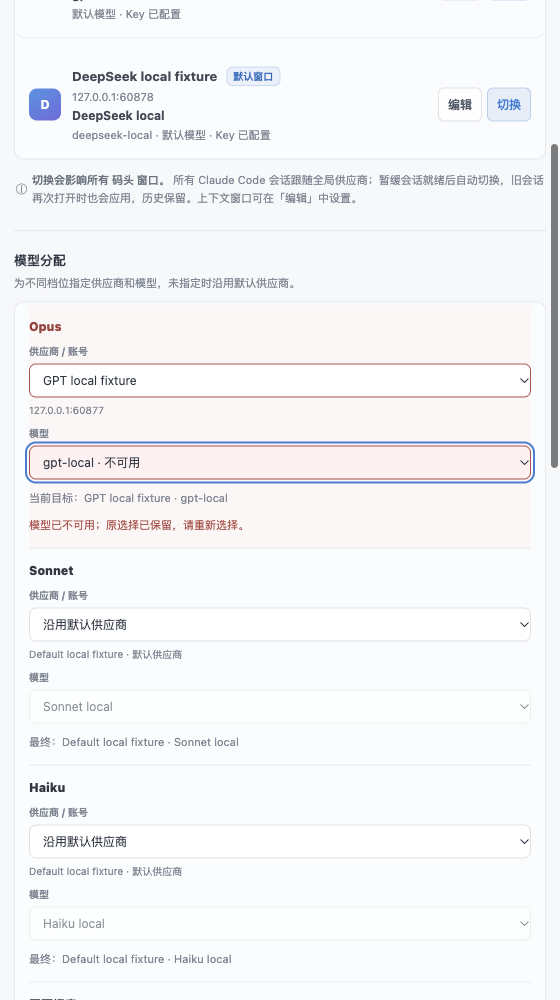 默认模型 · Key 已配置
D
DeepSeek local fixture 默认窗口
127.0.0.1:60878
DeepSeek local
deepseek-local · 默认模型 · Key 已配置
编辑
切换
切换会影响所有 码头 窗口。 所有 Claude Code 会话跟随全局供应商；暂缓会话就绪后自动切换，旧会话
再次打开时也会应用，历史保留。上下文窗口可在「编辑」中设置。
模型分配
为不同档位指定供应商和模型，未指定时沿用默认供应商。
Opus
供应商 / 账号
GPT local fixture
127.0.0.1:60877
模型
gpt-local · 不可用
当前目标：GPT local fixture · gpt-local
模型已不可用；原选择已保留，请重新选择。
Sonnet
供应商 / 账号
沿用默认供应商
Default local fixture · 默认供应商
模型
Sonnet local
最终：Default local fixture · Sonnet local
Haiku
供应商 / 账号
沿用默认供应商
Default local fixture · 默认供应商
模型
Haiku local
最终：Default local fixture · Haiku local